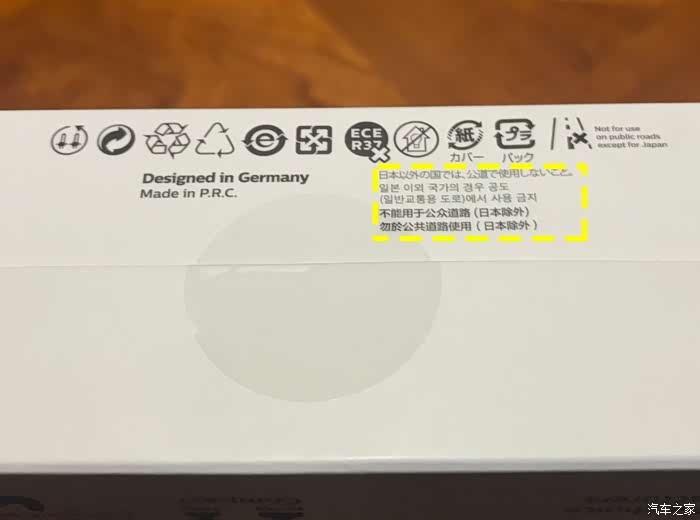 ECE
R37
紙
プラ
カバー
パック
Not for use
on public roads
except for Japan
Designed in Germany
Made in P.R.C.
日本以外の国では、公道で使用しないこと。
일본 이외 국가의 경우 공도
(일반교통용 도로)에서 사용 금지
不能用于公众道路 (日本除外)
勿於公共道路使用 ( 日本除外 )
汽车之家